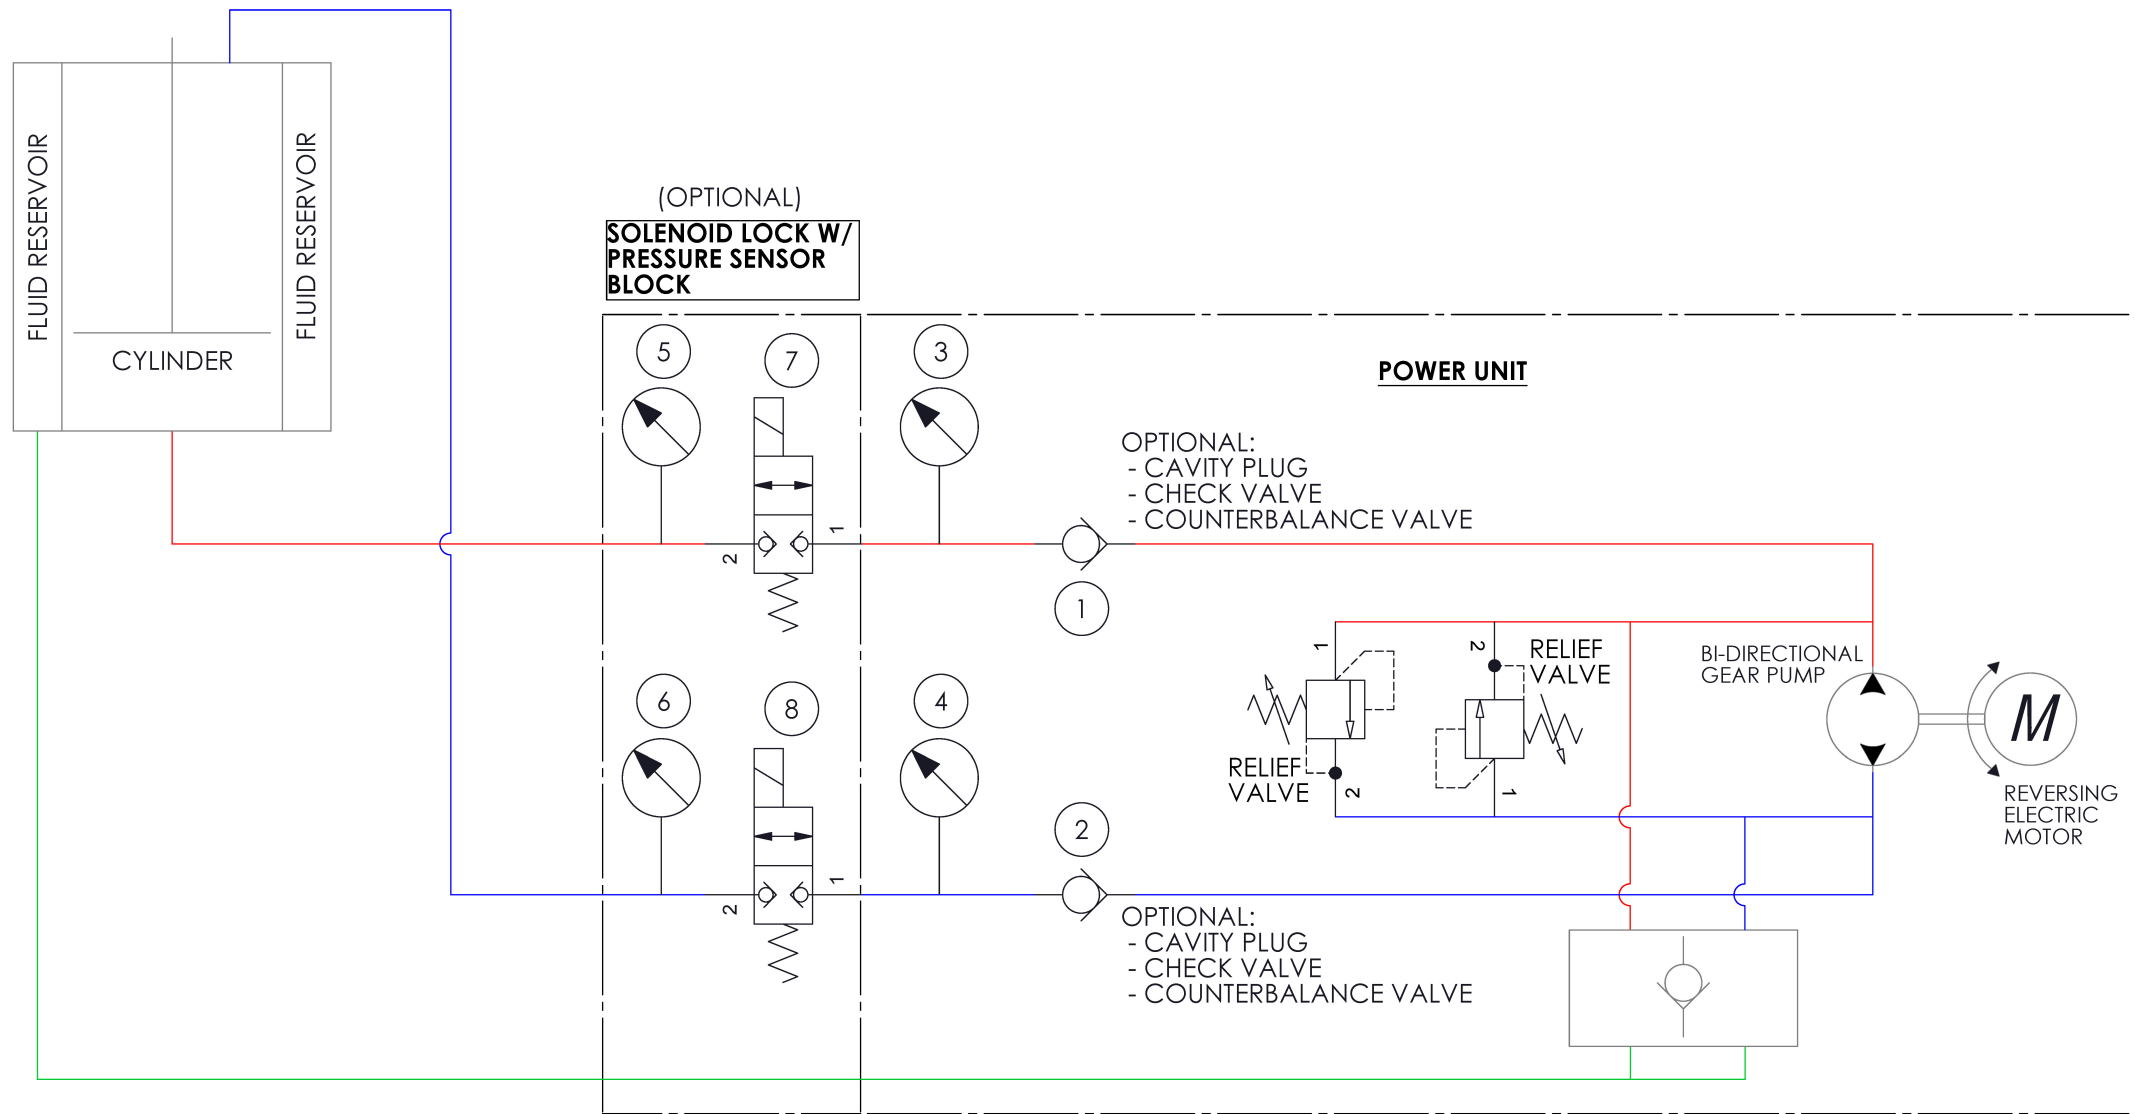 FLUID RESERVOIR
FLUID RESERVOIR
CYLINDER
(OPTIONAL)
SOLENOID LOCK W/
PRESSURE SENSOR
BLOCK
5
7
3
POWER UNIT
OPTIONAL:
- CAVITY PLUG
- CHECK VALVE
- COUNTERBALANCE VALVE
2
1
1
1
2
RELIEF
VALVE
BI-DIRECTIONAL
GEAR PUMP
6
8
4
M
RELIEF
VALVE
2
1
REVERSING
ELECTRIC
MOTOR
2
2
1
OPTIONAL:
- CAVITY PLUG
- CHECK VALVE
- COUNTERBALANCE VALVE